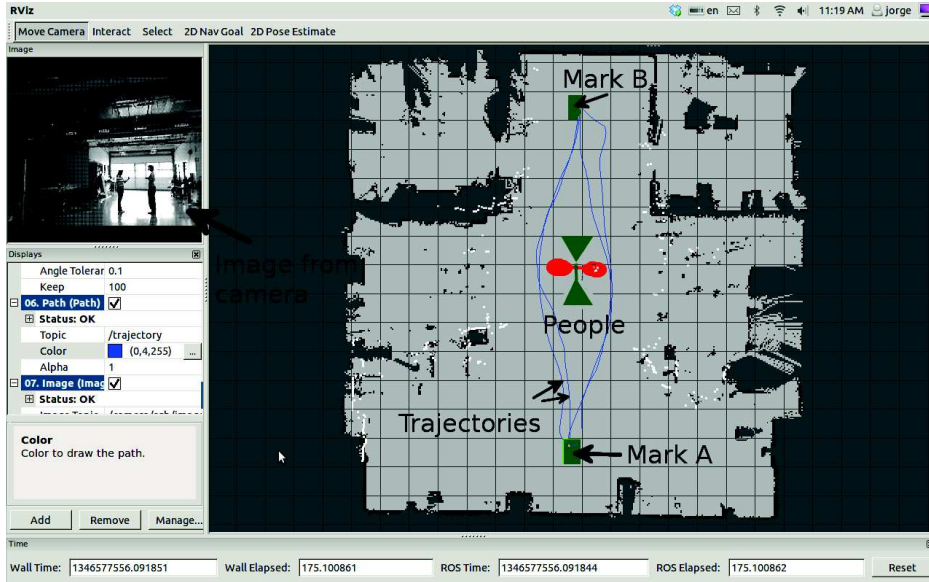 RViz
en
11:19 AM
jorge
Move Camera Interact Select 2D Nav Goal 2D Pose Estimate
Image
Mark B
Image from
camera
People
Trajectories
Mark A
Displays
Angle Tolerar 0.1
Keep 100
06. Path (Path)
Status: OK
Topic /trajectory
Color (0,4,255) ...
Alpha 1
07. Image (Imag
Status: OK
Color
Color to draw the path.
Add Remove Manage...
Time
Wall Time: 1346577556.091851 Wall Elapsed: 175.100861 ROS Time: 1346577556.091844 ROS Elapsed: 175.100862 Reset